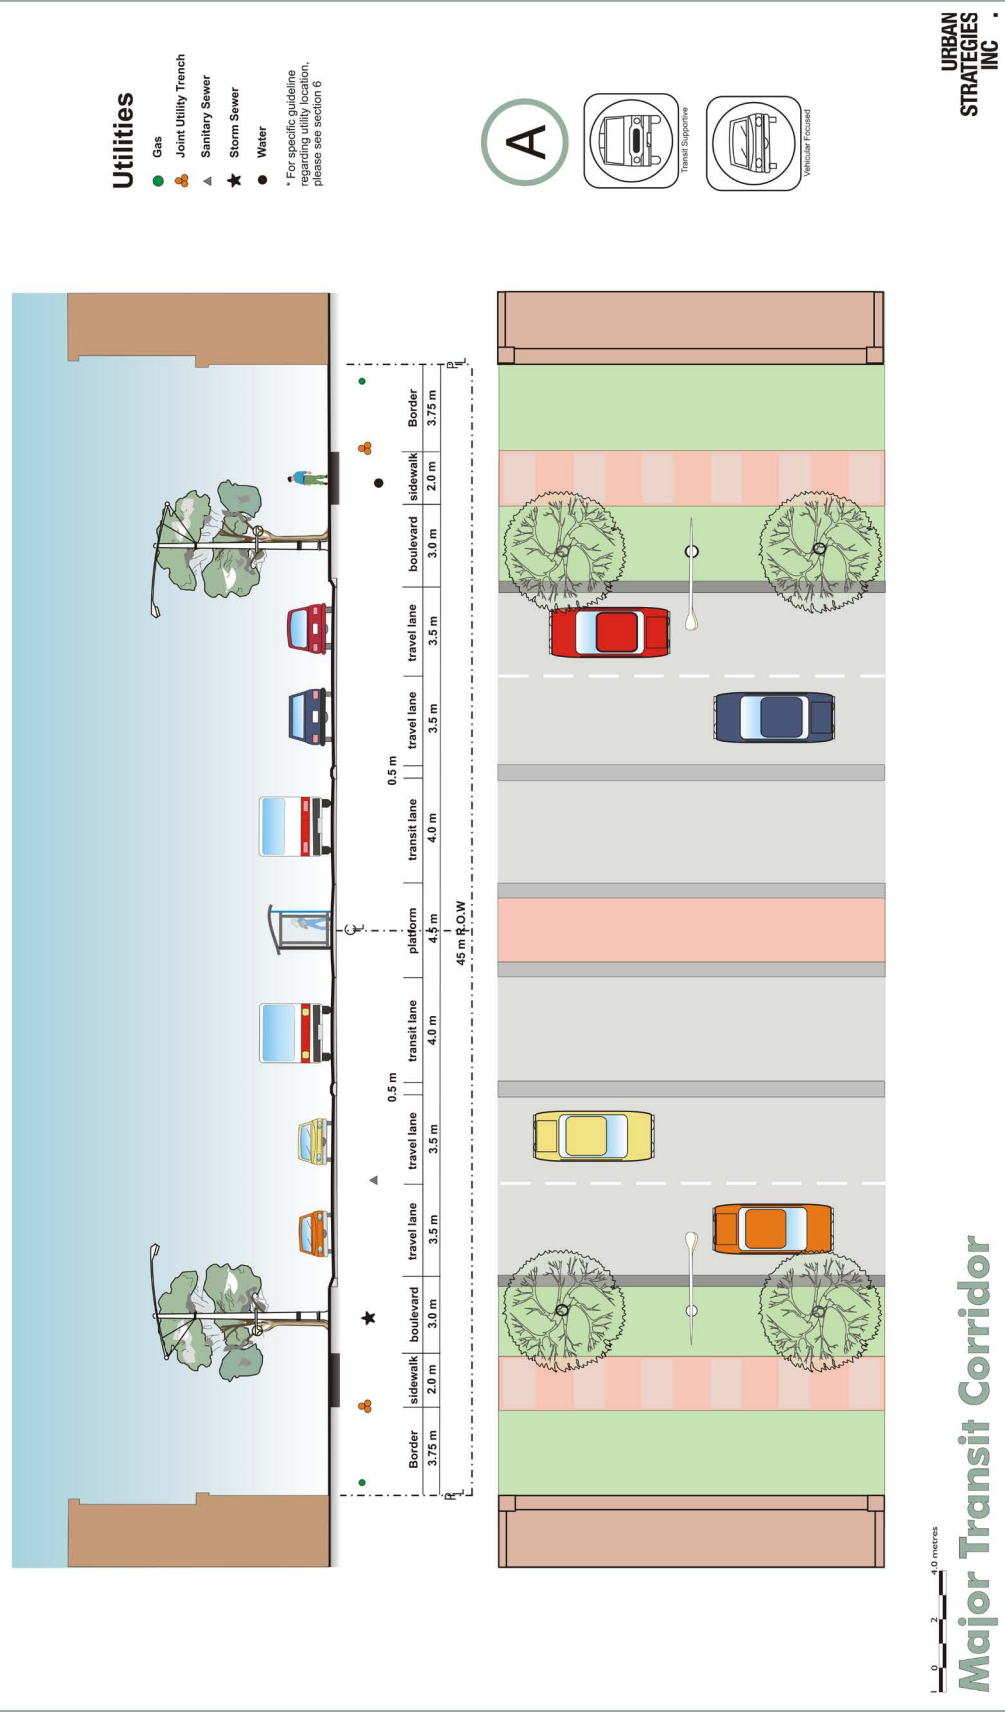 Utilities
Gas
Joint Utility Trench
Sanitary Sewer
Storm Sewer
Water
* For specific guideline
regarding utility location,
please see section 6
A
Transit Supportive
Vehicular Focused
URBAN
STRATEGIES
INC .
Border sidewalk boulevard travel lane travel lane transit lane platform transit lane travel lane travel lane boulevard sidewalk Border
3.75 m 2.0 m 3.0 m 3.5 m 3.5 m 4.0 m 4.5 m 4.0 m 3.5 m 3.5 m 3.0 m 2.0 m 3.75 m
0.5 m 0.5 m
45 m R.O.W
PL CL PL
0 2 4.0 metres
Major Transit Corridor